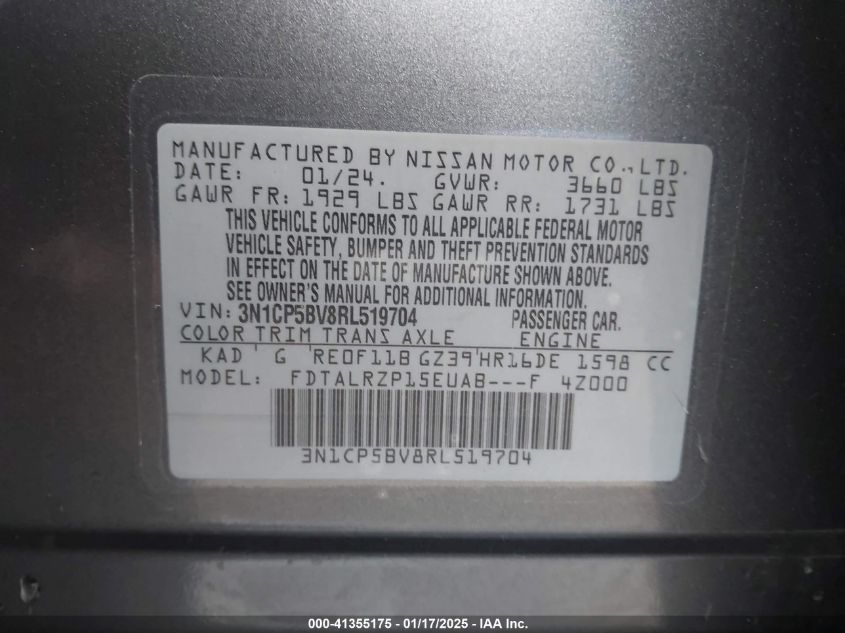 MANUFACTURED BY NISSAN MOTOR CO.,LTD.
DATE: 01/24. GVWR: 3660 LBS
GAWR FR: 1929 LBS GAWR RR: 1731 LBS
THIS VEHICLE CONFORMS TO ALL APPLICABLE FEDERAL MOTOR
VEHICLE SAFETY, BUMPER AND THEFT PREVENTION STANDARDS
IN EFFECT ON THE DATE OF MANUFACTURE SHOWN ABOVE.
SEE OWNER'S MANUAL FOR ADDITIONAL INFORMATION.
VIN: 3N1CP5BV8RL519704 PASSENGER CAR.
COLOR TRIM TRANS AXLE ENGINE
KAD ' G 'RE0F11B GZ39'HR16DE 1598 CC
MODEL: FDTALRZP15EUAB---F 4Z000
3N1CP5BV8RL519704
000-41355175 - 01/17/2025 - IAA Inc.